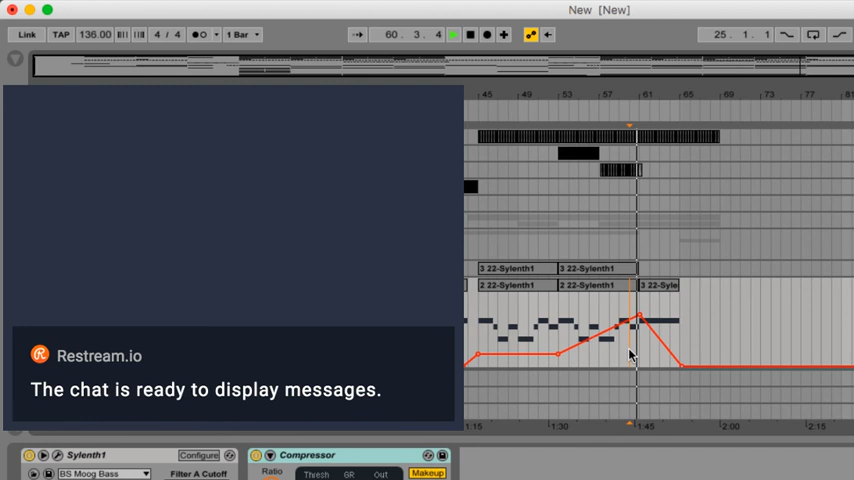 New [New]
Link TAP 136.00 4 / 4 1 Bar 60. 3. 4 25. 1. 1
45 49 53 57 61 65 69 73 77 81
3 22-Sylenth1 3 22-Sylenth1
2 22-Sylenth1 2 22-Sylenth1 3 22-Syle
Restream.io
The chat is ready to display messages.
1:15 1:30 1:45 2:00 2:15
Sylenth1 Configure Compressor
BS Moog Bass Filter A Cutoff Ratio Thresh GR Out Makeup